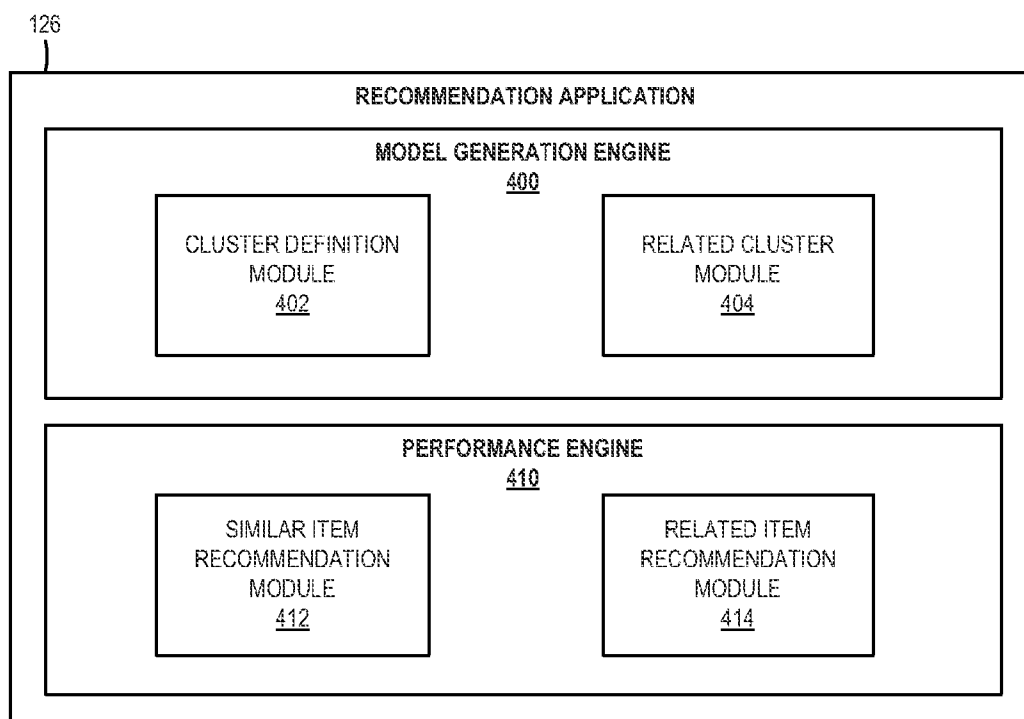 126
RECOMMENDATION APPLICATION
MODEL GENERATION ENGINE
400
CLUSTER DEFINITION
MODULE
402
RELATED CLUSTER
MODULE
404
PERFORMANCE ENGINE
410
SIMILAR ITEM
RECOMMENDATION
MODULE
412
RELATED ITEM
RECOMMENDATION
MODULE
414